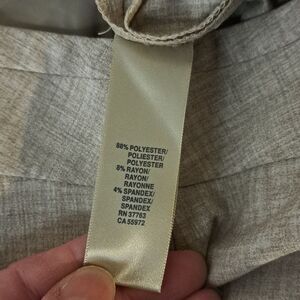 88% POLYESTER/
POLIESTER/
POLYESTER
8% RAYON/
RAYON/
RAYONNE
4% SPANDEX/
SPANDEX/
SPANDEX
RN 37763
CA 55972